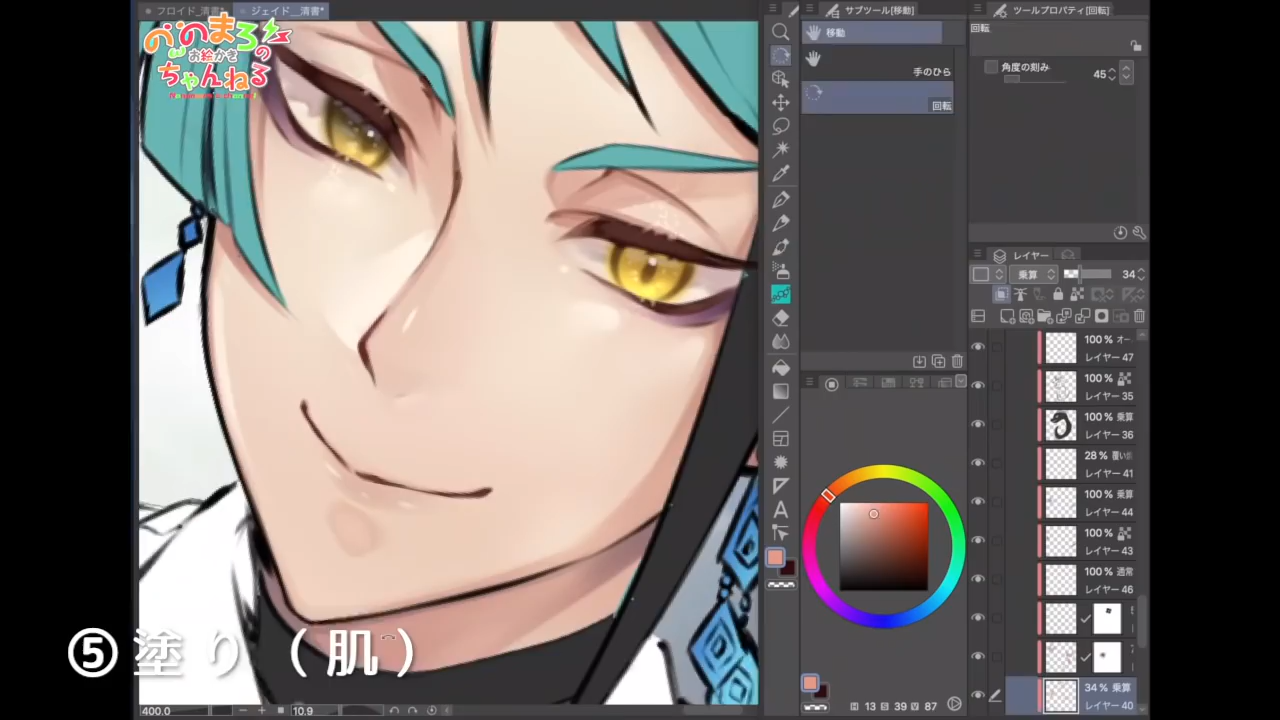 フロイド_清書*
ジェイド__清書*
べのまろの
お絵かき
ちゃんねる
サブツール[移動]
移動
手のひら
回転
ツールプロパティ[回転]
回転
角度の刻み
45
レイヤー
乗算
34
100 % オー
レイヤー 47
100 %
レイヤー 35
100 % 乗算
レイヤー 36
28 % 覆い
レイヤー 41
100 % 乗算
レイヤー 44
100 %
レイヤー 43
100 % 通常
レイヤー 46
34 % 乗算
レイヤー 40
⑤塗り（肌）
400.0
10.9
H 13 S 39 V 87